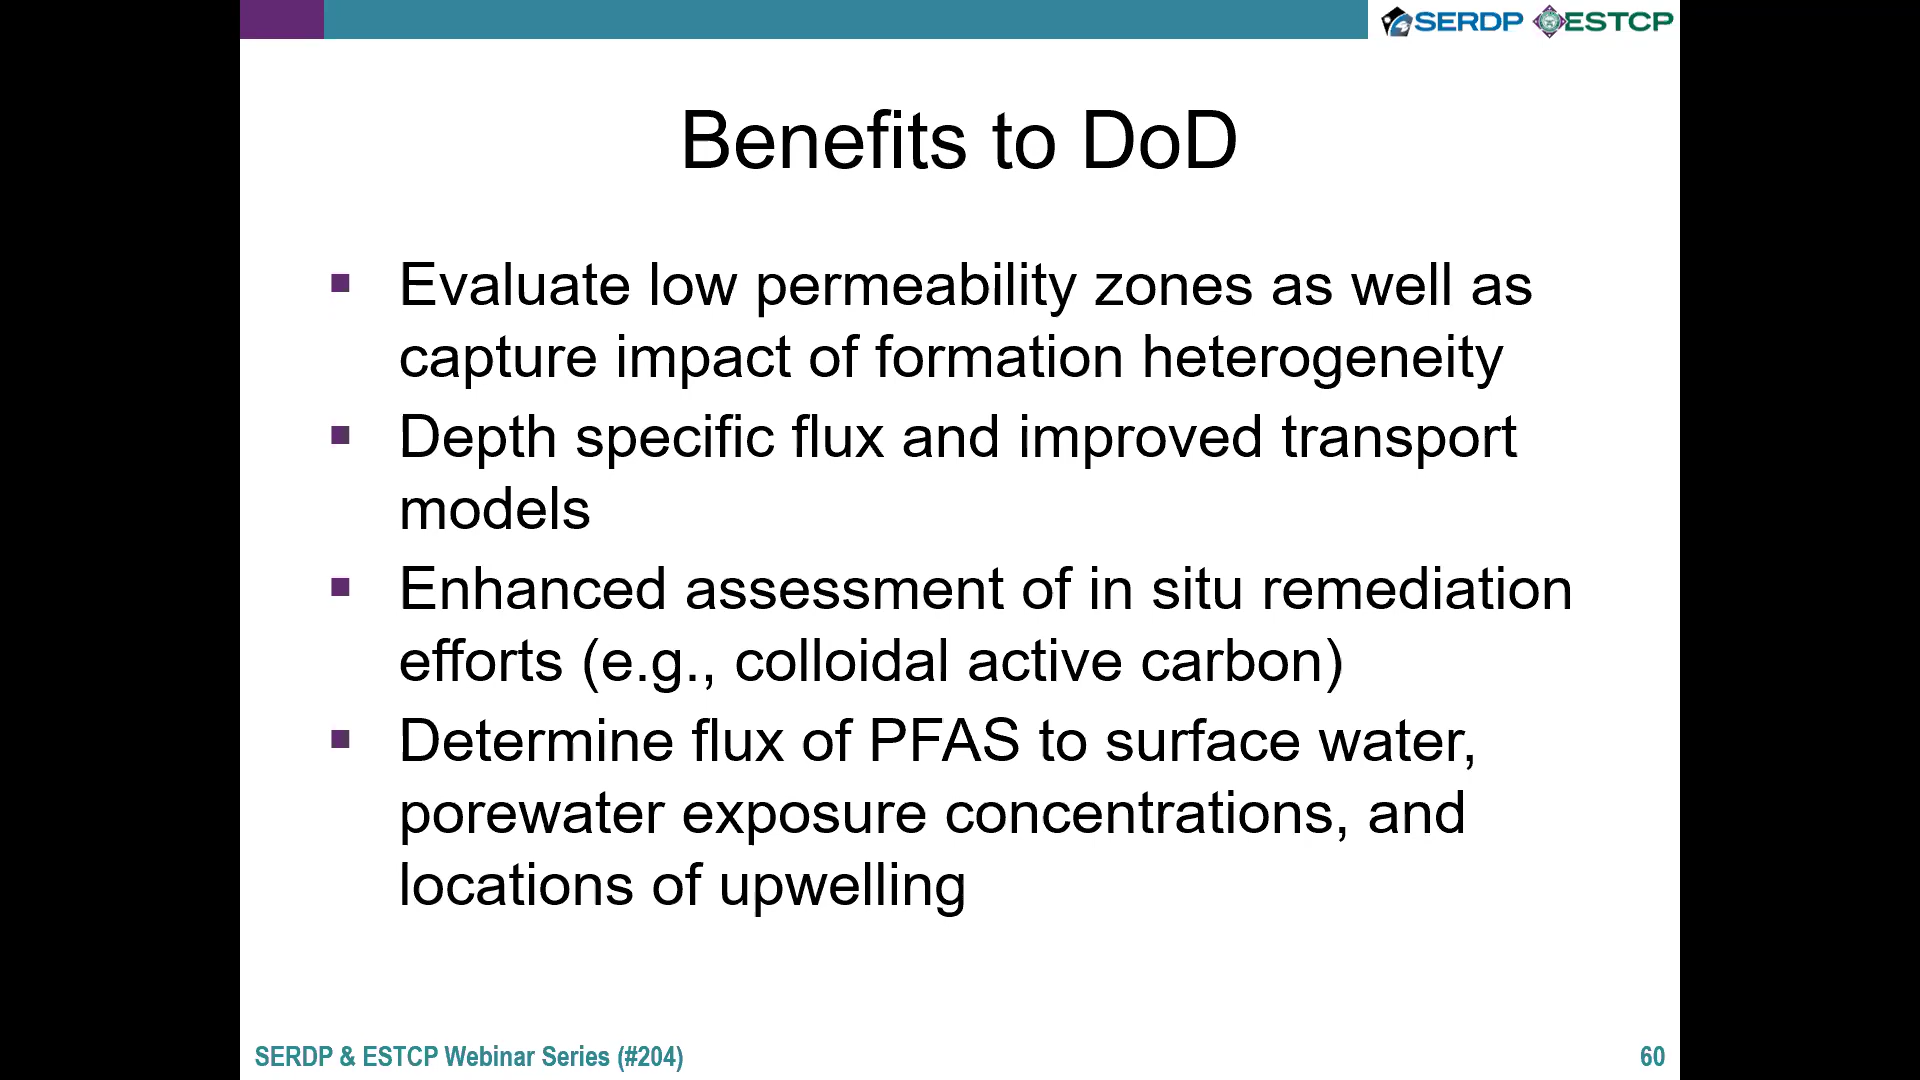 SERDP ESTCP
Benefits to DoD
▪ Evaluate low permeability zones as well as
capture impact of formation heterogeneity
▪ Depth specific flux and improved transport
models
▪ Enhanced assessment of in situ remediation
efforts (e.g., colloidal active carbon)
▪ Determine flux of PFAS to surface water,
porewater exposure concentrations, and
locations of upwelling
SERDP & ESTCP Webinar Series (#204) 60